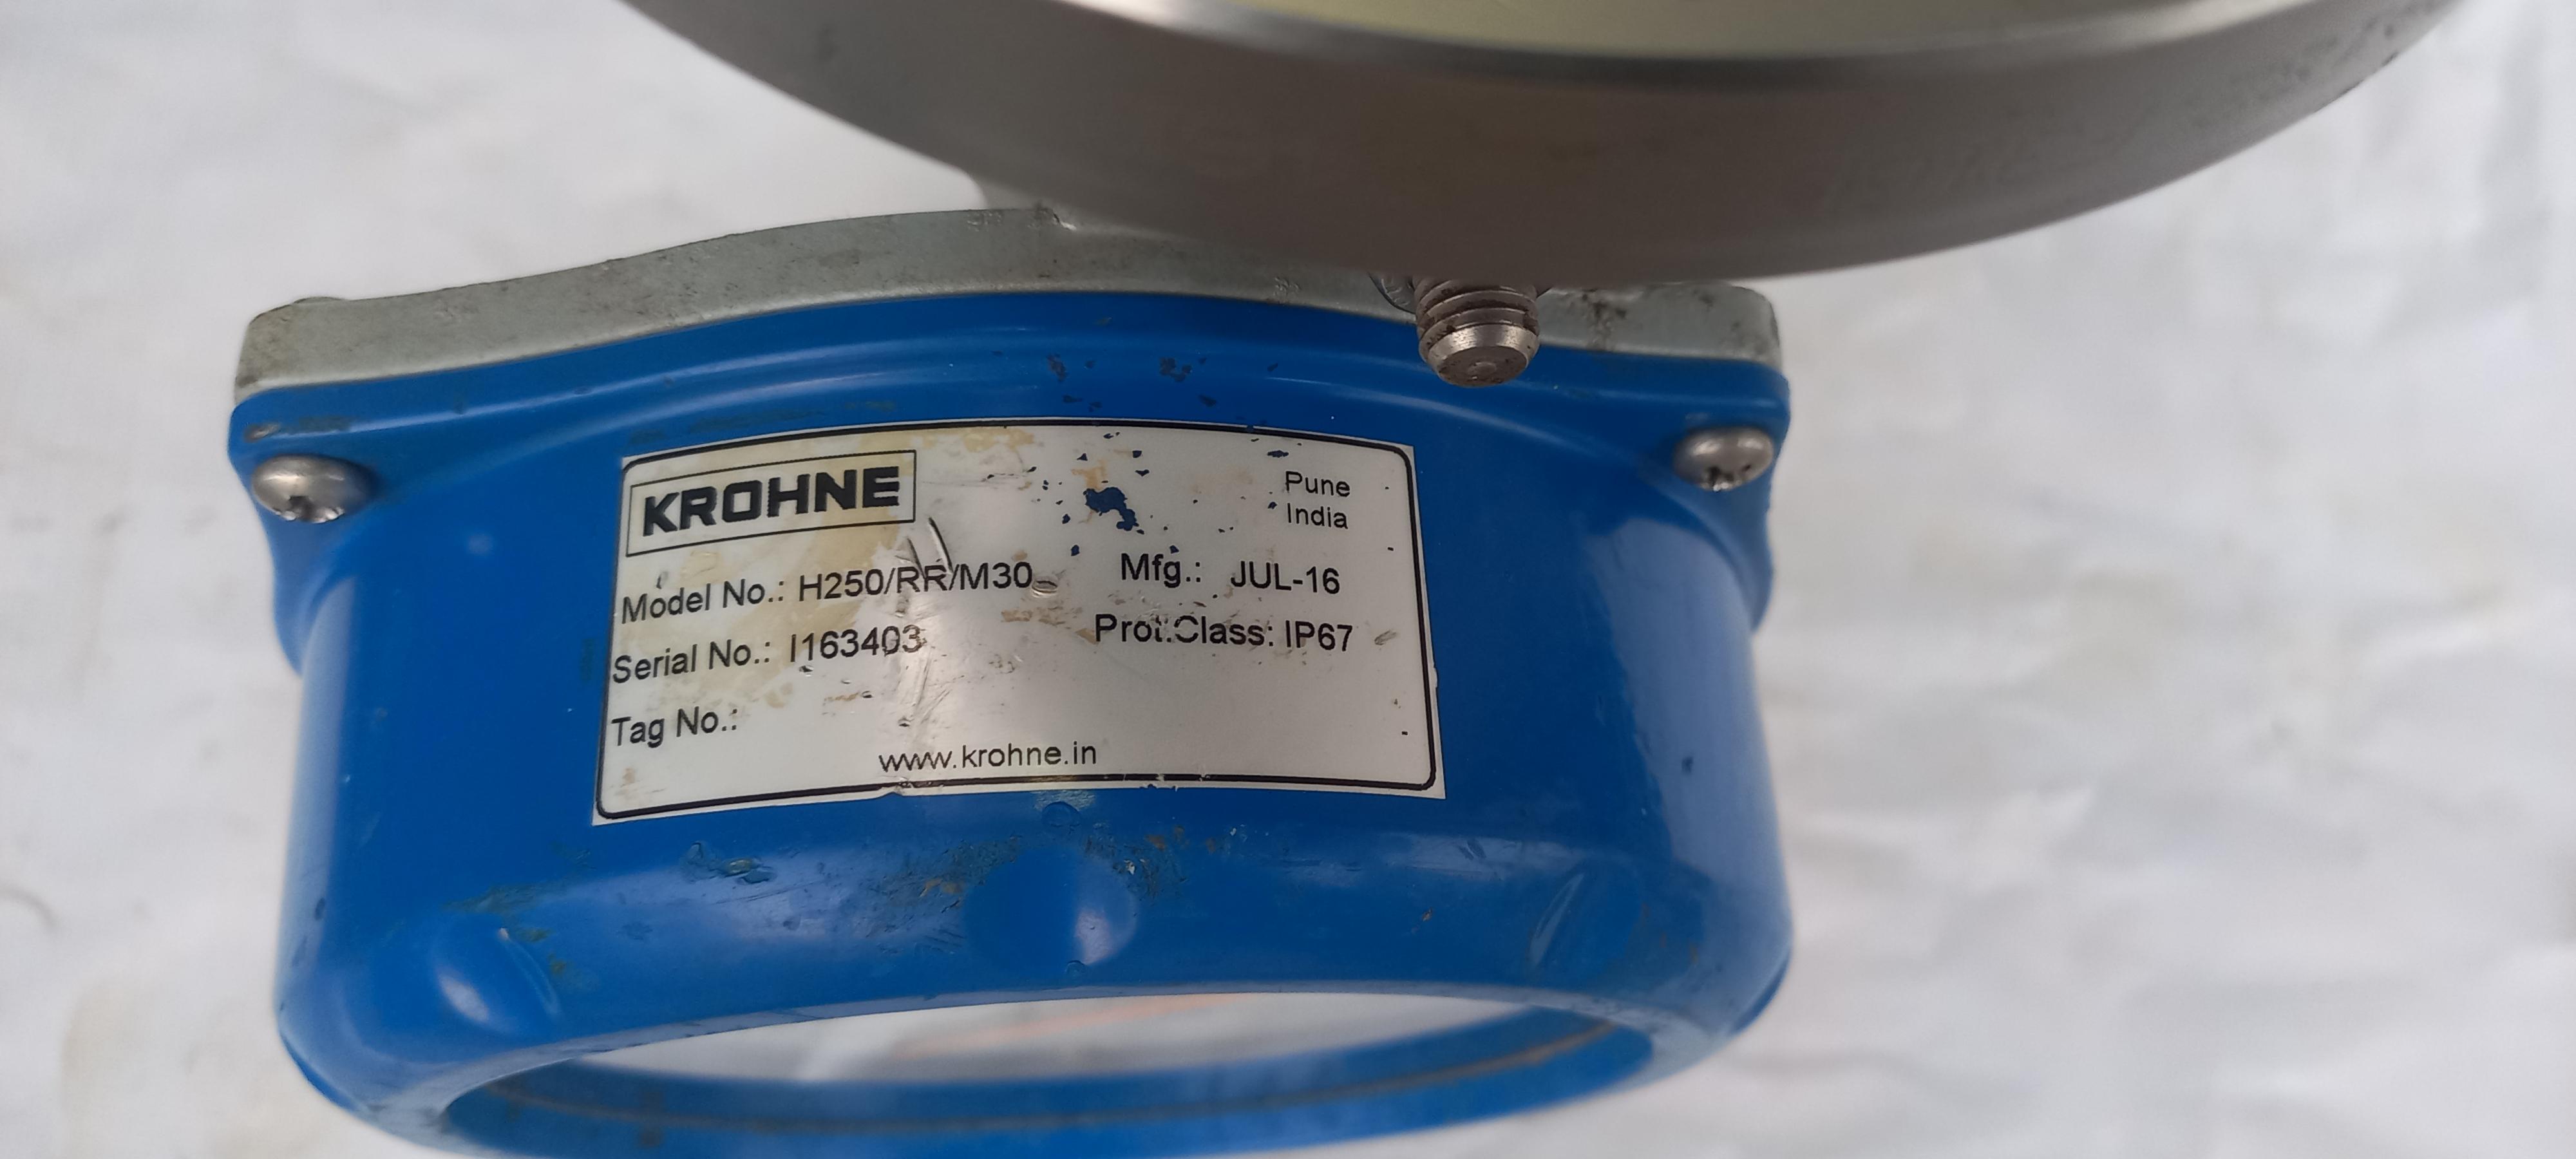 KROHNE
Pune
India
Model No.: H250/RR/M30
Mfg.: JUL-16
Serial No.: I163403
Prot.Class: IP67
Tag No.:
www.krohne.in